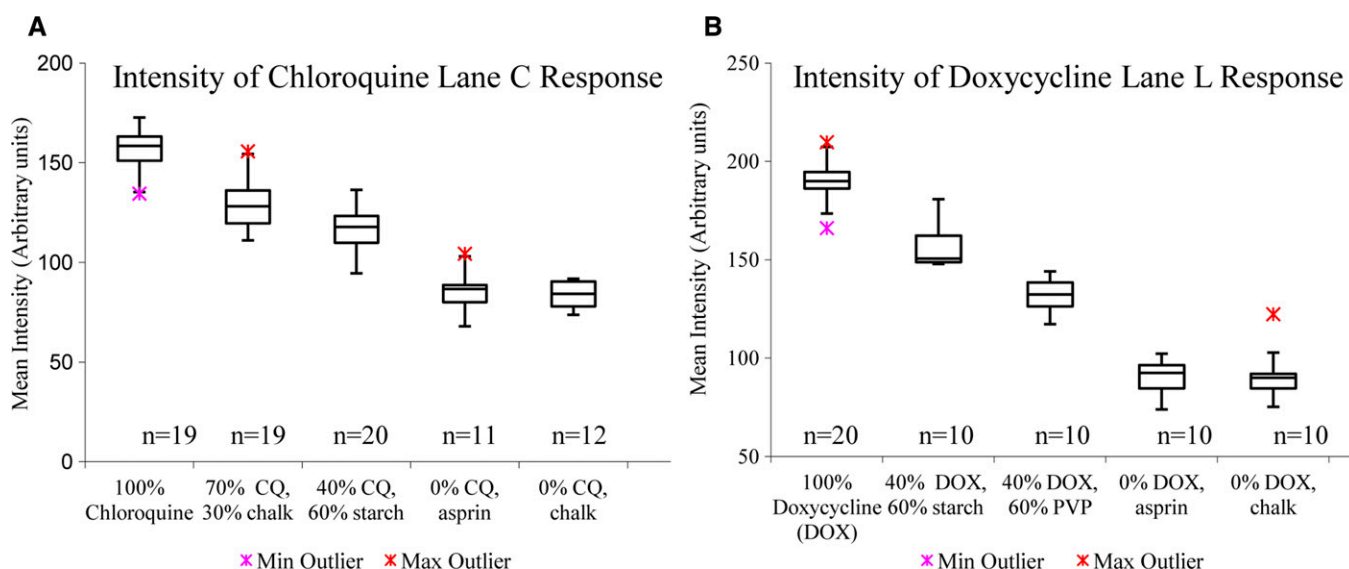 A
Intensity of Chloroquine Lane C Response
Mean Intensity (Arbitrary units)
200
150
100
50
0
n=19
n=19
n=20
n=11
n=12
100%
Chloroquine
70% CQ,
30% chalk
40% CQ,
60% starch
0% CQ,
asprin
0% CQ,
chalk
Min Outlier
Max Outlier
B
Intensity of Doxycycline Lane L Response
Mean Intensity (Arbitrary units)
250
200
150
100
50
n=20
n=10
n=10
n=10
n=10
100%
Doxycycline
(DOX)
40% DOX,
60% starch
40% DOX,
60% PVP
0% DOX,
asprin
0% DOX,
chalk
Min Outlier
Max Outlier